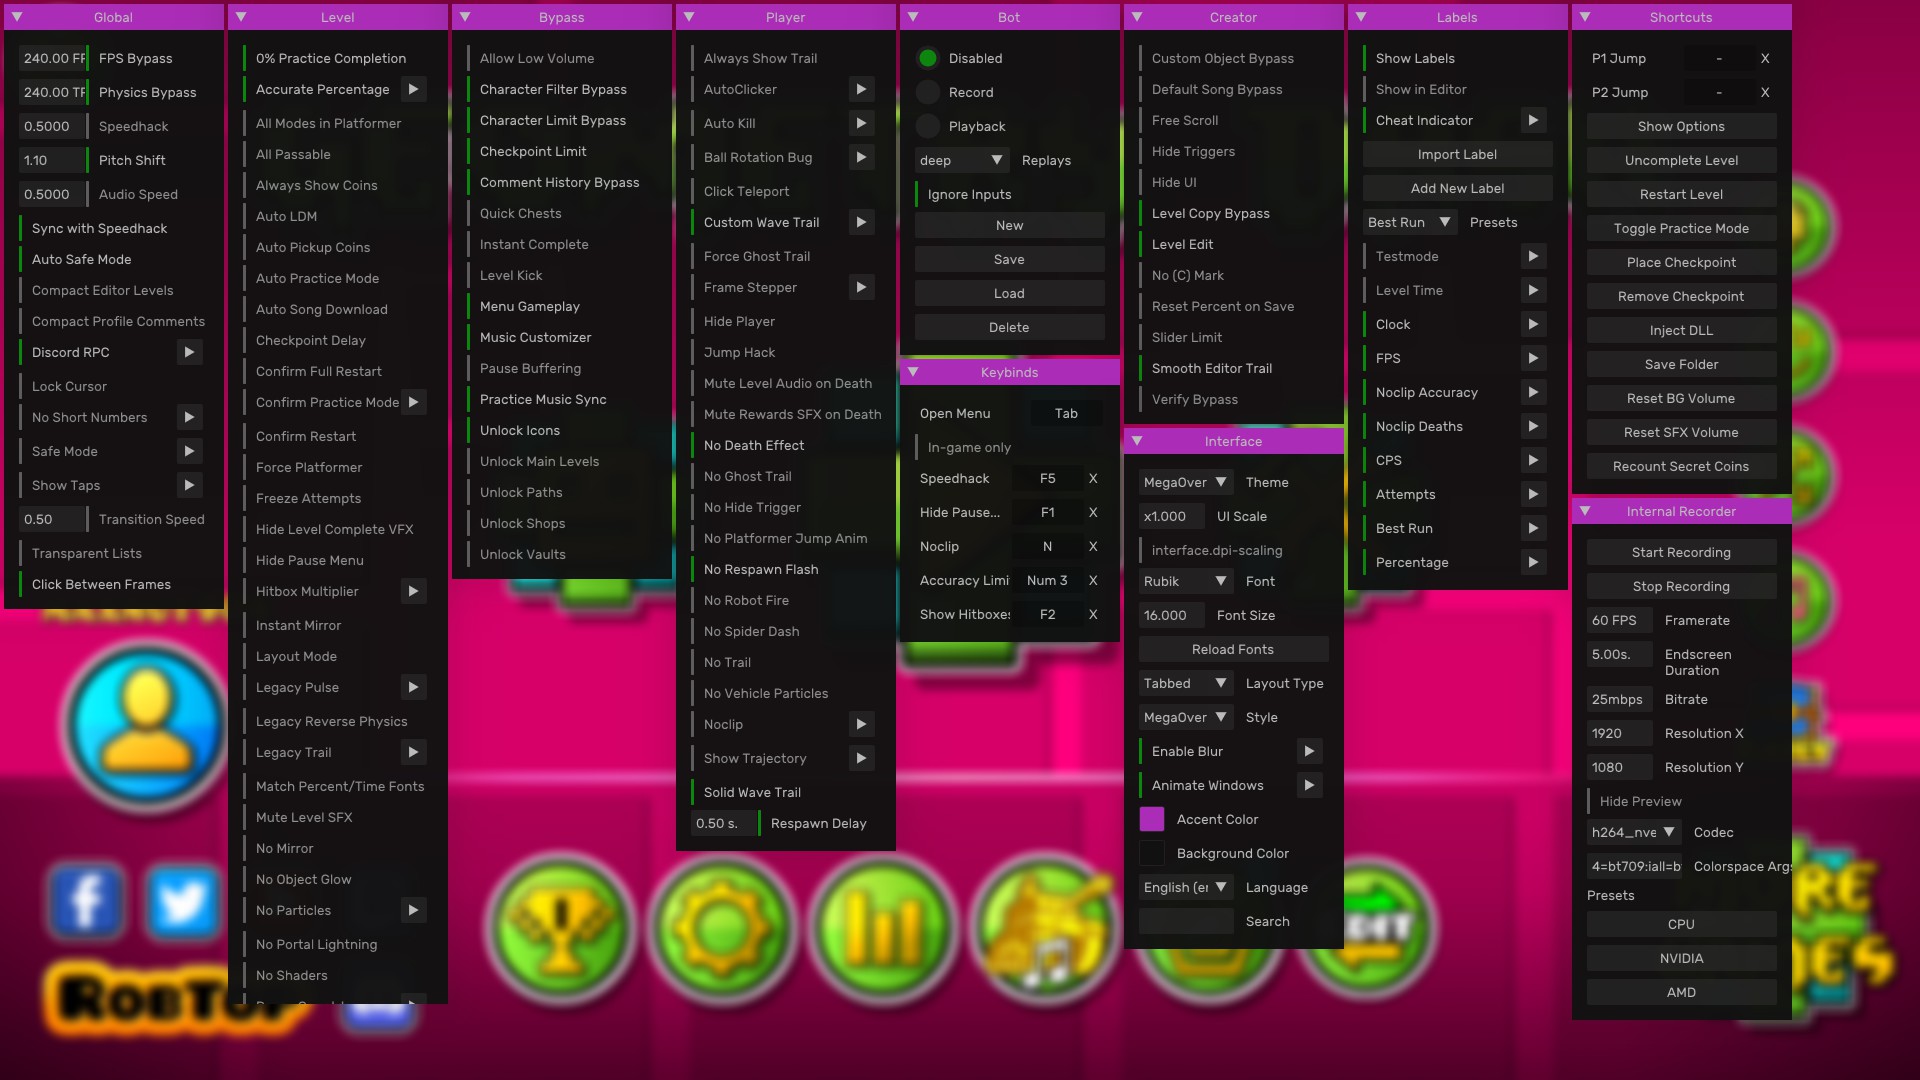 Global
240.00 FF FPS Bypass
240.00 TF Physics Bypass
0.5000 Speedhack
1.10 Pitch Shift
0.5000 Audio Speed
Sync with Speedhack
Auto Safe Mode
Compact Editor Levels
Compact Profile Comments
Discord RPC
Lock Cursor
No Short Numbers
Safe Mode
Show Taps
0.50 Transition Speed
Transparent Lists
Click Between Frames
Level
0% Practice Completion
Accurate Percentage
All Modes in Platformer
All Passable
Always Show Coins
Auto LDM
Auto Pickup Coins
Auto Practice Mode
Auto Song Download
Checkpoint Delay
Confirm Full Restart
Confirm Practice Mode
Confirm Restart
Force Platformer
Freeze Attempts
Hide Level Complete VFX
Hide Pause Menu
Hitbox Multiplier
Instant Mirror
Layout Mode
Legacy Pulse
Legacy Reverse Physics
Legacy Trail
Match Percent/Time Fonts
Mute Level SFX
No Mirror
No Object Glow
No Particles
No Portal Lightning
No Shaders
Bypass
Allow Low Volume
Character Filter Bypass
Character Limit Bypass
Checkpoint Limit
Comment History Bypass
Quick Chests
Instant Complete
Level Kick
Menu Gameplay
Music Customizer
Pause Buffering
Practice Music Sync
Unlock Icons
Unlock Main Levels
Unlock Paths
Unlock Shops
Unlock Vaults
Player
Always Show Trail
AutoClicker
Auto Kill
Ball Rotation Bug
Click Teleport
Custom Wave Trail
Force Ghost Trail
Frame Stepper
Hide Player
Jump Hack
Mute Level Audio on Death
Mute Rewards SFX on Death
No Death Effect
No Ghost Trail
No Hide Trigger
No Platformer Jump Anim
No Respawn Flash
No Robot Fire
No Spider Dash
No Trail
No Vehicle Particles
Noclip
Show Trajectory
Solid Wave Trail
0.50 s. Respawn Delay
Bot
Disabled
Record
Playback
deep Replays
Ignore Inputs
New
Save
Load
Delete
Keybinds
Open Menu Tab
In-game only
Speedhack F5 X
Hide Pause... F1 X
Noclip N X
Accuracy Limi Num 3 X
Show Hitboxes F2 X
Creator
Custom Object Bypass
Default Song Bypass
Free Scroll
Hide Triggers
Hide UI
Level Copy Bypass
Level Edit
No (C) Mark
Reset Percent on Save
Slider Limit
Smooth Editor Trail
Verify Bypass
Interface
MegaOver Theme
x1.000 UI Scale
interface.dpi-scaling
Rubik Font
16.000 Font Size
Reload Fonts
Tabbed Layout Type
MegaOver Style
Enable Blur
Animate Windows
Accent Color
Background Color
English (er Language
Search
Labels
Show Labels
Show in Editor
Cheat Indicator
Import Label
Add New Label
Best Run Presets
Testmode
Level Time
Clock
FPS
Noclip Accuracy
Noclip Deaths
CPS
Attempts
Best Run
Percentage
Shortcuts
P1 Jump - X
P2 Jump - X
Show Options
Uncomplete Level
Restart Level
Toggle Practice Mode
Place Checkpoint
Remove Checkpoint
Inject DLL
Save Folder
Reset BG Volume
Reset SFX Volume
Recount Secret Coins
Internal Recorder
Start Recording
Stop Recording
60 FPS Framerate
5.00s. Endscreen
Duration
25mbps Bitrate
1920 Resolution X
1080 Resolution Y
Hide Preview
h264_nve Codec
4=bt709:iall=b Colorspace Args
Presets
CPU
NVIDIA
AMD
RobTop